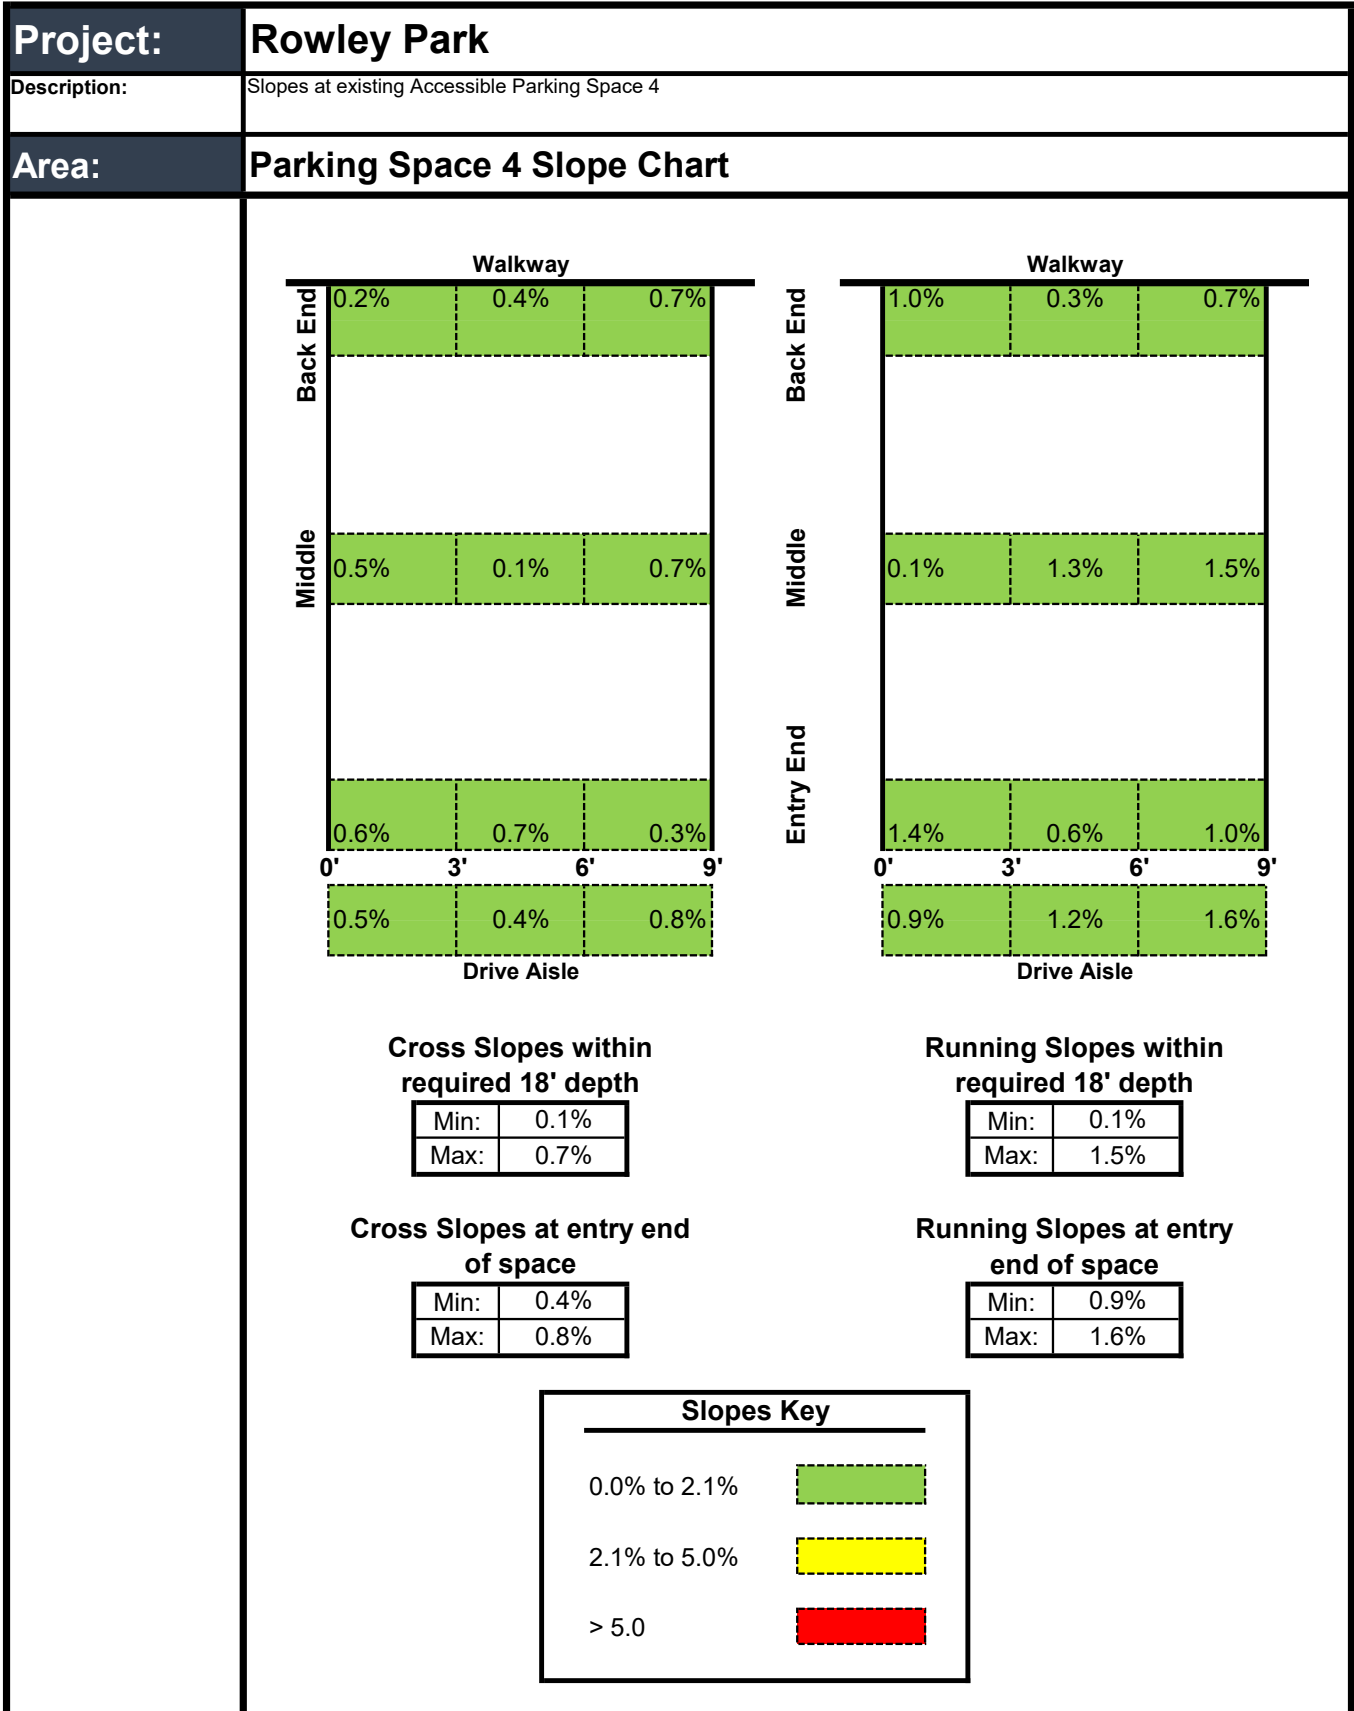 Project: Rowley Park
Description: Slopes at existing Accessible Parking Space 4
Area: Parking Space 4 Slope Chart
Walkway
Back End
0.2% 0.4% 0.7%
Middle
0.5% 0.1% 0.7%
0.6% 0.7% 0.3%
0' 3' 6' 9'
0.5% 0.4% 0.8%
Drive Aisle
Walkway
Back End
1.0% 0.3% 0.7%
Middle
0.1% 1.3% 1.5%
Entry End
1.4% 0.6% 1.0%
0' 3' 6' 9'
0.9% 1.2% 1.6%
Drive Aisle
Cross Slopes within
required 18' depth
Min: 0.1%
Max: 0.7%
Running Slopes within
required 18' depth
Min: 0.1%
Max: 1.5%
Cross Slopes at entry end
of space
Min: 0.4%
Max: 0.8%
Running Slopes at entry
end of space
Min: 0.9%
Max: 1.6%
Slopes Key
0.0% to 2.1%
2.1% to 5.0%
> 5.0